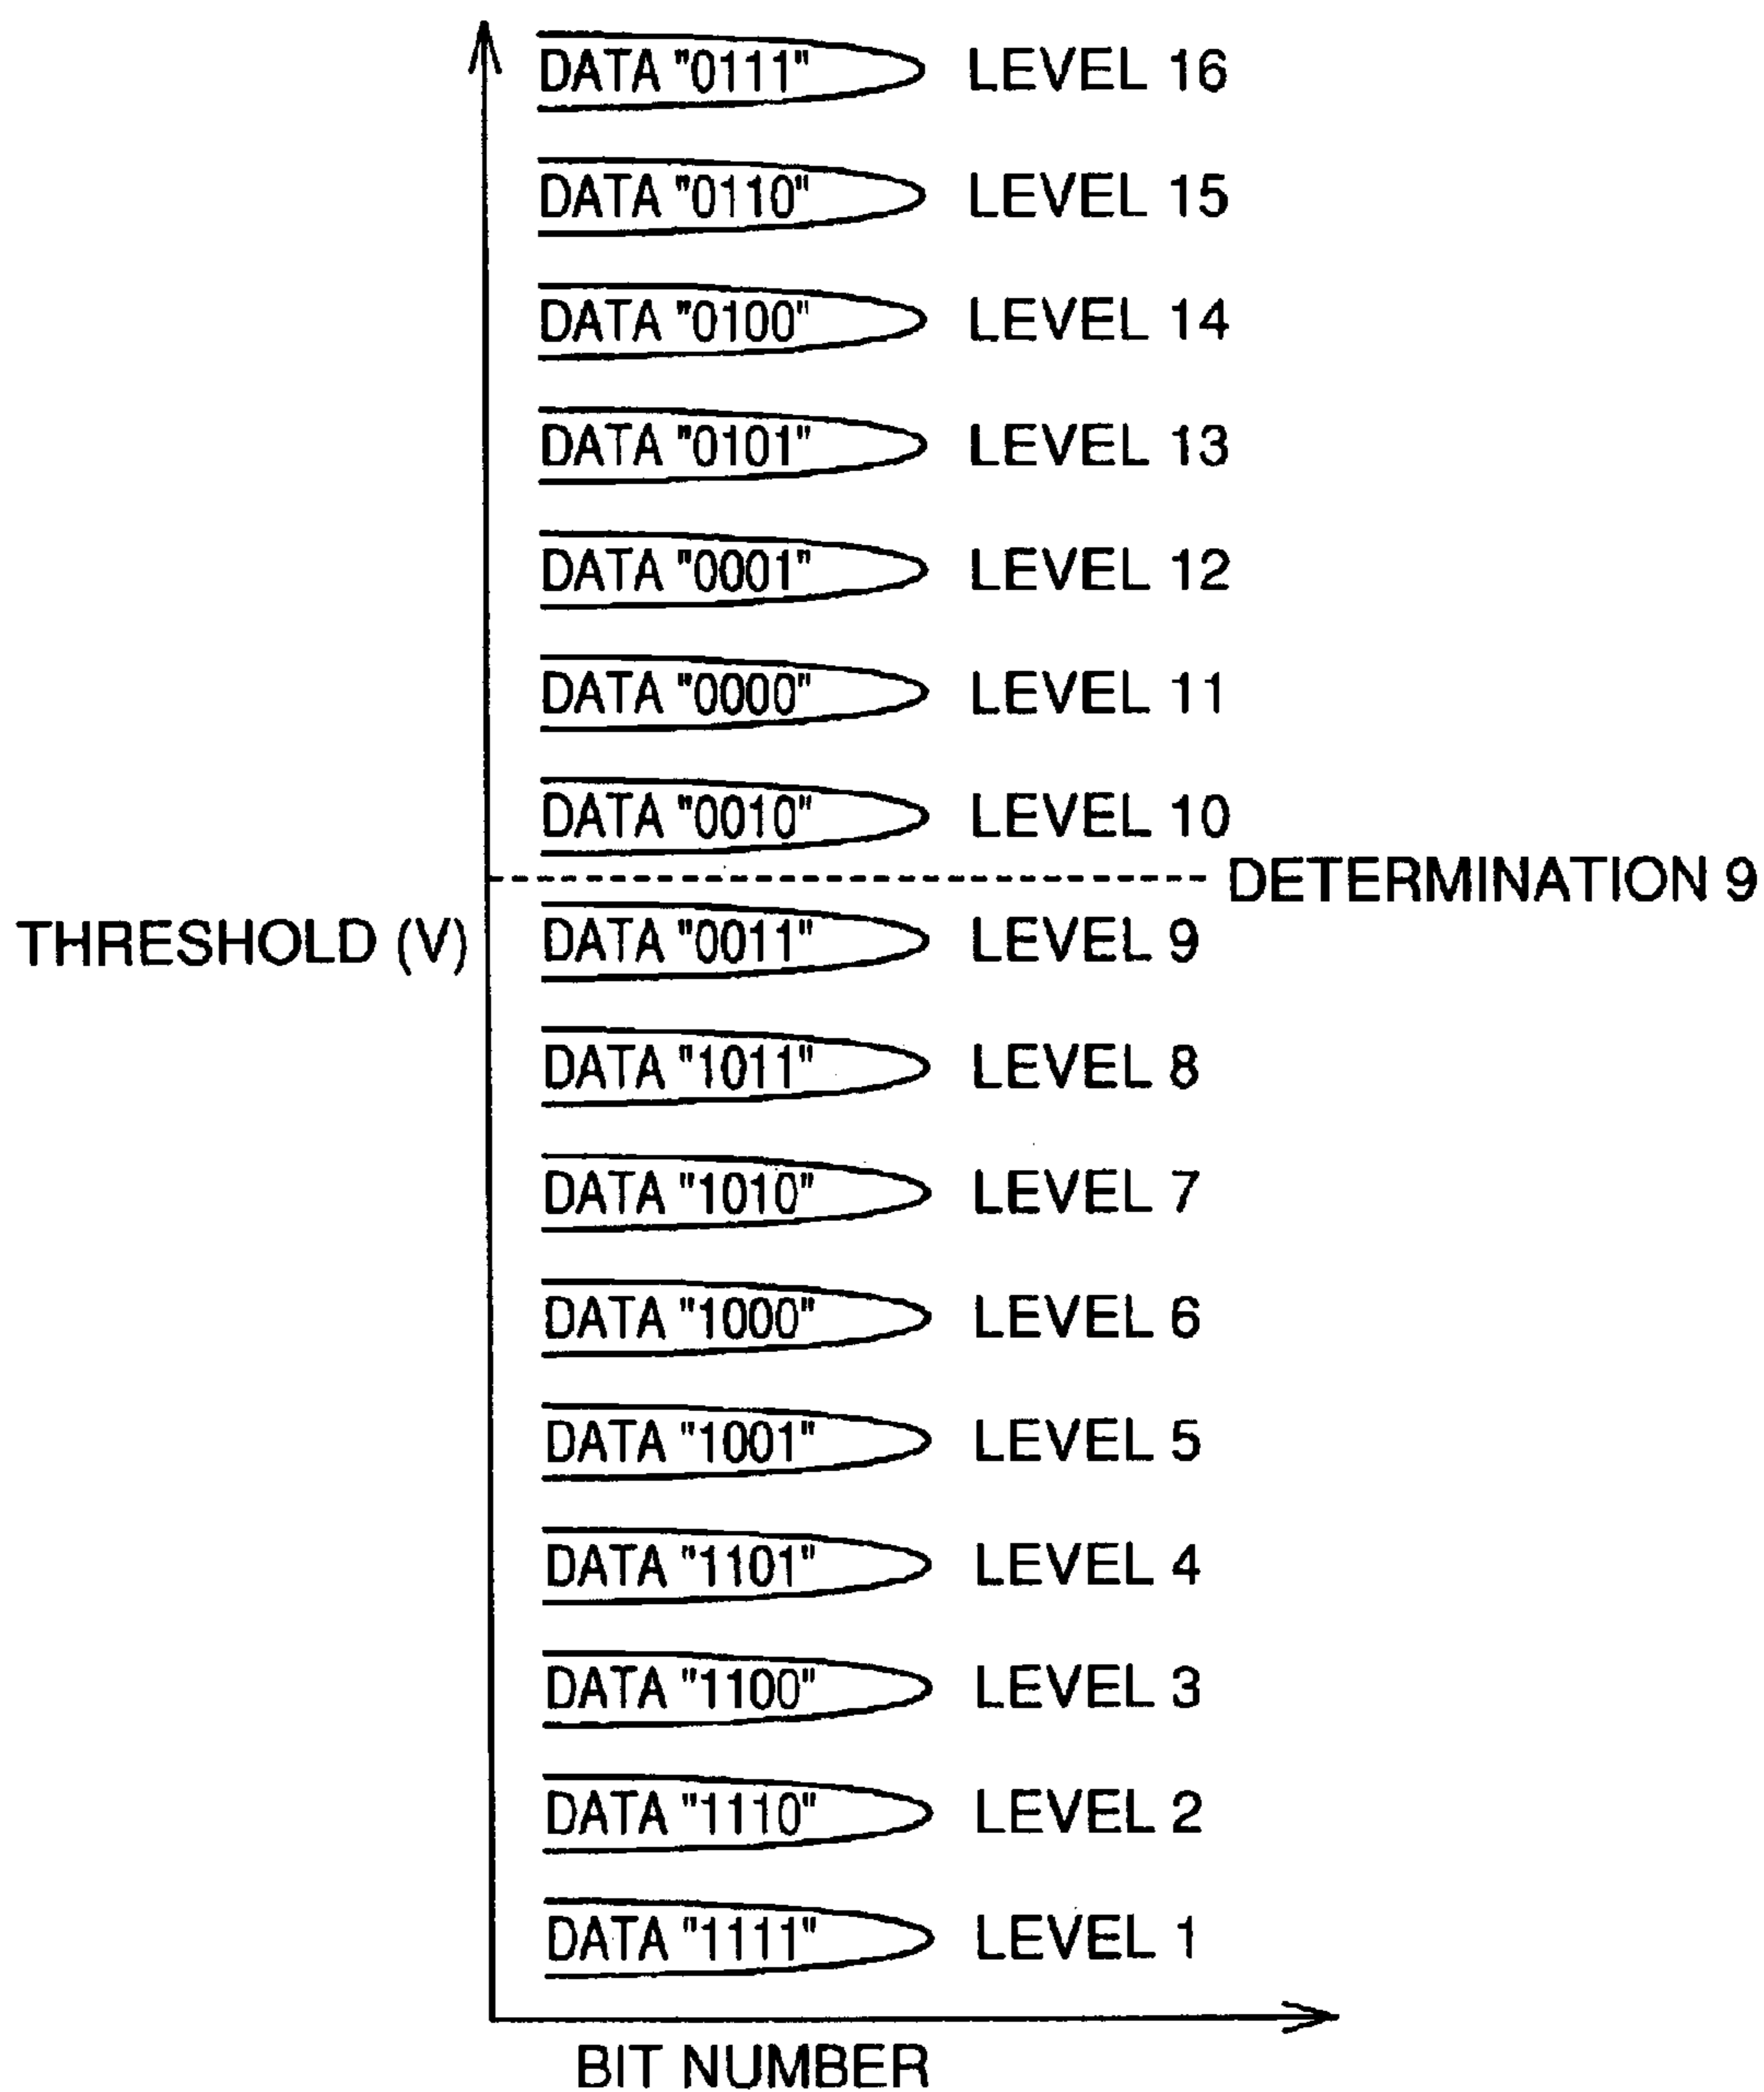 DATA "0111" LEVEL 16
DATA "0110" LEVEL 15
DATA "0100" LEVEL 14
DATA "0101" LEVEL 13
DATA "0001" LEVEL 12
DATA "0000" LEVEL 11
DATA "0010" LEVEL 10
DETERMINATION 9
THRESHOLD (V) DATA "0011" LEVEL 9
DATA "1011" LEVEL 8
DATA "1010" LEVEL 7
DATA "1000" LEVEL 6
DATA "1001" LEVEL 5
DATA "1101" LEVEL 4
DATA "1100" LEVEL 3
DATA "1110" LEVEL 2
DATA "1111" LEVEL 1
BIT NUMBER